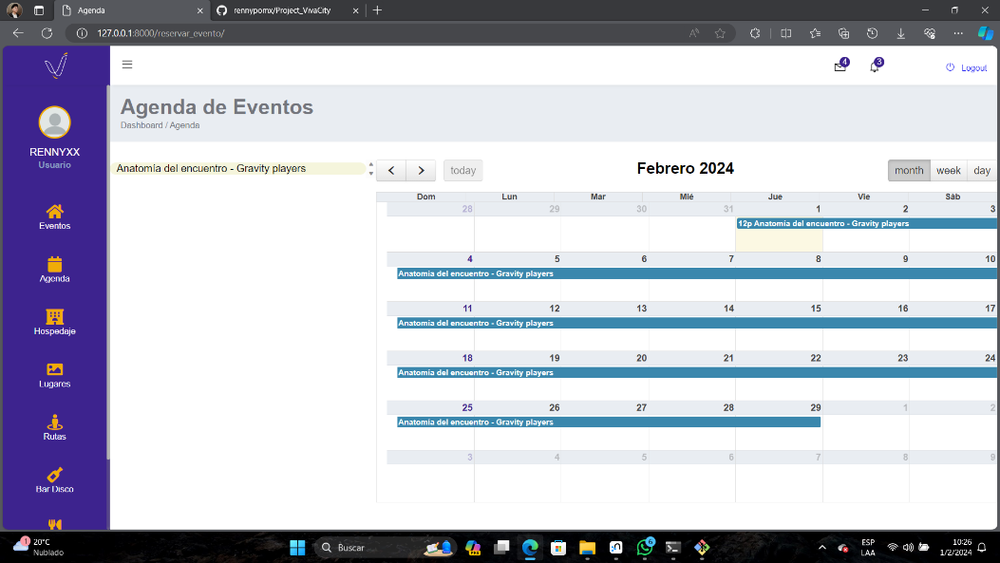 Agenda
rennypornx/Project_VivaCity
127.0.0.1:8000/reservar_evento/
4
3
Logout
RENNYXX
Usuario
Eventos
Agenda
Hospedaje
Lugares
Rutas
Bar Disco
Agenda de Eventos
Dashboard / Agenda
Anatomía del encuentro - Gravity players
today
Febrero 2024
month week day
Dom Lun Mar Mié Jue Vie Sáb
28 29 30 31 1 2 3
12p Anatomía del encuentro - Gravity players
4 5 6 7 8 9 10
Anatomía del encuentro - Gravity players
11 12 13 14 15 16 17
Anatomía del encuentro - Gravity players
18 19 20 21 22 23 24
Anatomía del encuentro - Gravity players
25 26 27 28 29 1 2
Anatomía del encuentro - Gravity players
3 4 5 6 7 8 9
1
20°C
Nublado
Buscar
6
ESP
LAA
10:26
1/2/2024